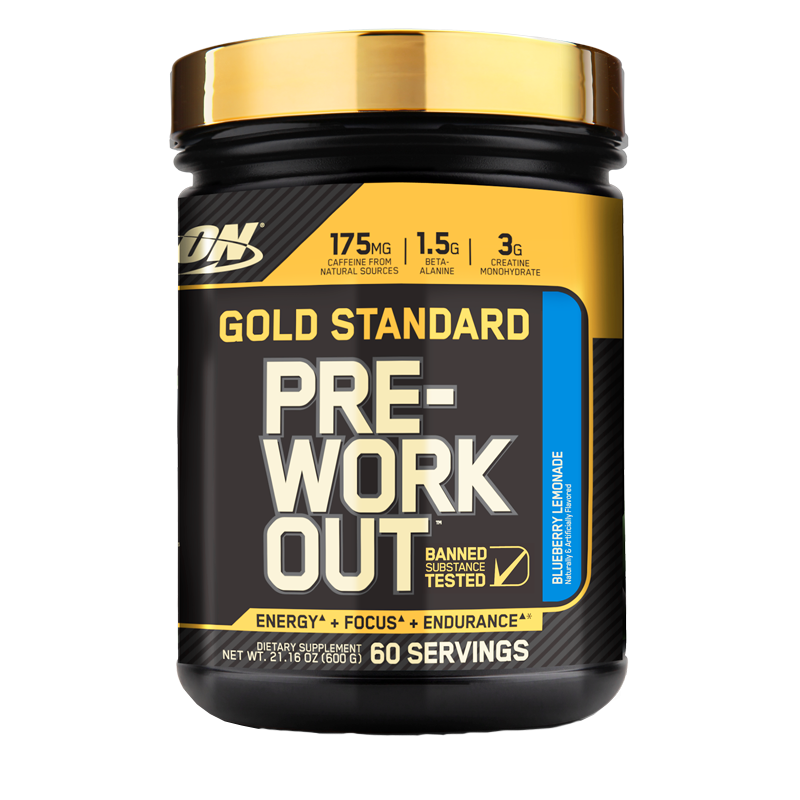 ON®
175MG | 1.5G | 3G
CAFFEINE FROM NATURAL SOURCES
BETA-ALANINE
CREATINE MONOHYDRATE
GOLD STANDARD
PRE-
WORK
OUT™
BANNED
SUBSTANCE
TESTED
BLUEBERRY LEMONADE
Naturally & Artificially Flavored
ENERGY▲ + FOCUS▲ + ENDURANCE▲*
DIETARY SUPPLEMENT
NET WT. 21.16 OZ (600 G) 60 SERVINGS